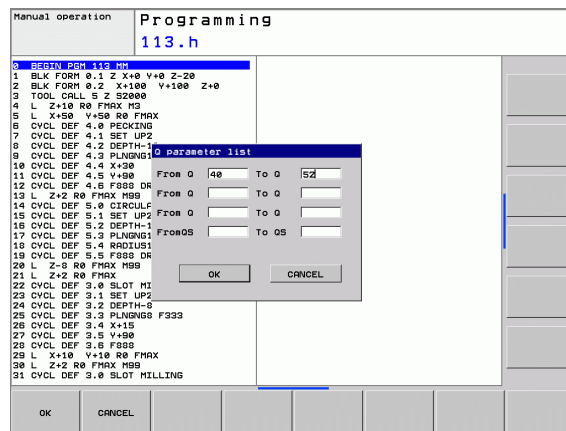 Manual operation
Programming
113.h
0 BEGIN PGM 113 MM
1 BLK FORM 0.1 Z X+0 Y+0 Z-20
2 BLK FORM 0.2 X+100 Y+100 Z+0
3 TOOL CALL 5 Z S2000
4 L Z+10 R0 FMAX M3
5 L X+50 Y+50 R0 FMAX
6 CYCL DEF 4.0 PECKING
7 CYCL DEF 4.1 SET UP2
8 CYCL DEF 4.2 DEPTH-1
9 CYCL DEF 4.3 PLNGNG1
10 CYCL DEF 4.4 X+30
11 CYCL DEF 4.5 Y+90
12 CYCL DEF 4.6 F888 DR
13 L Z+2 R0 FMAX M99
14 CYCL DEF 5.0 CIRCULA
15 CYCL DEF 5.1 SET UP2
16 CYCL DEF 5.2 DEPTH-1
17 CYCL DEF 5.3 PLNGNG1
18 CYCL DEF 5.4 RADIUS1
19 CYCL DEF 5.5 F888 DR
20 L Z-8 R0 FMAX M99
21 L Z+2 R0 FMAX
22 CYCL DEF 3.0 SLOT MI
23 CYCL DEF 3.1 SET UP2
24 CYCL DEF 3.2 DEPTH-8
25 CYCL DEF 3.3 PLNGNG8 F333
26 CYCL DEF 3.4 X+15
27 CYCL DEF 3.5 Y+90
28 CYCL DEF 3.6 F888
29 L X+10 Y+10 R0 FMAX
30 L Z+2 R0 FMAX M99
31 CYCL DEF 3.0 SLOT MILLING
Q parameter list
From Q 40 To Q 52
From Q To Q
From Q To Q
FromQS To QS
OK CANCEL
OK CANCEL